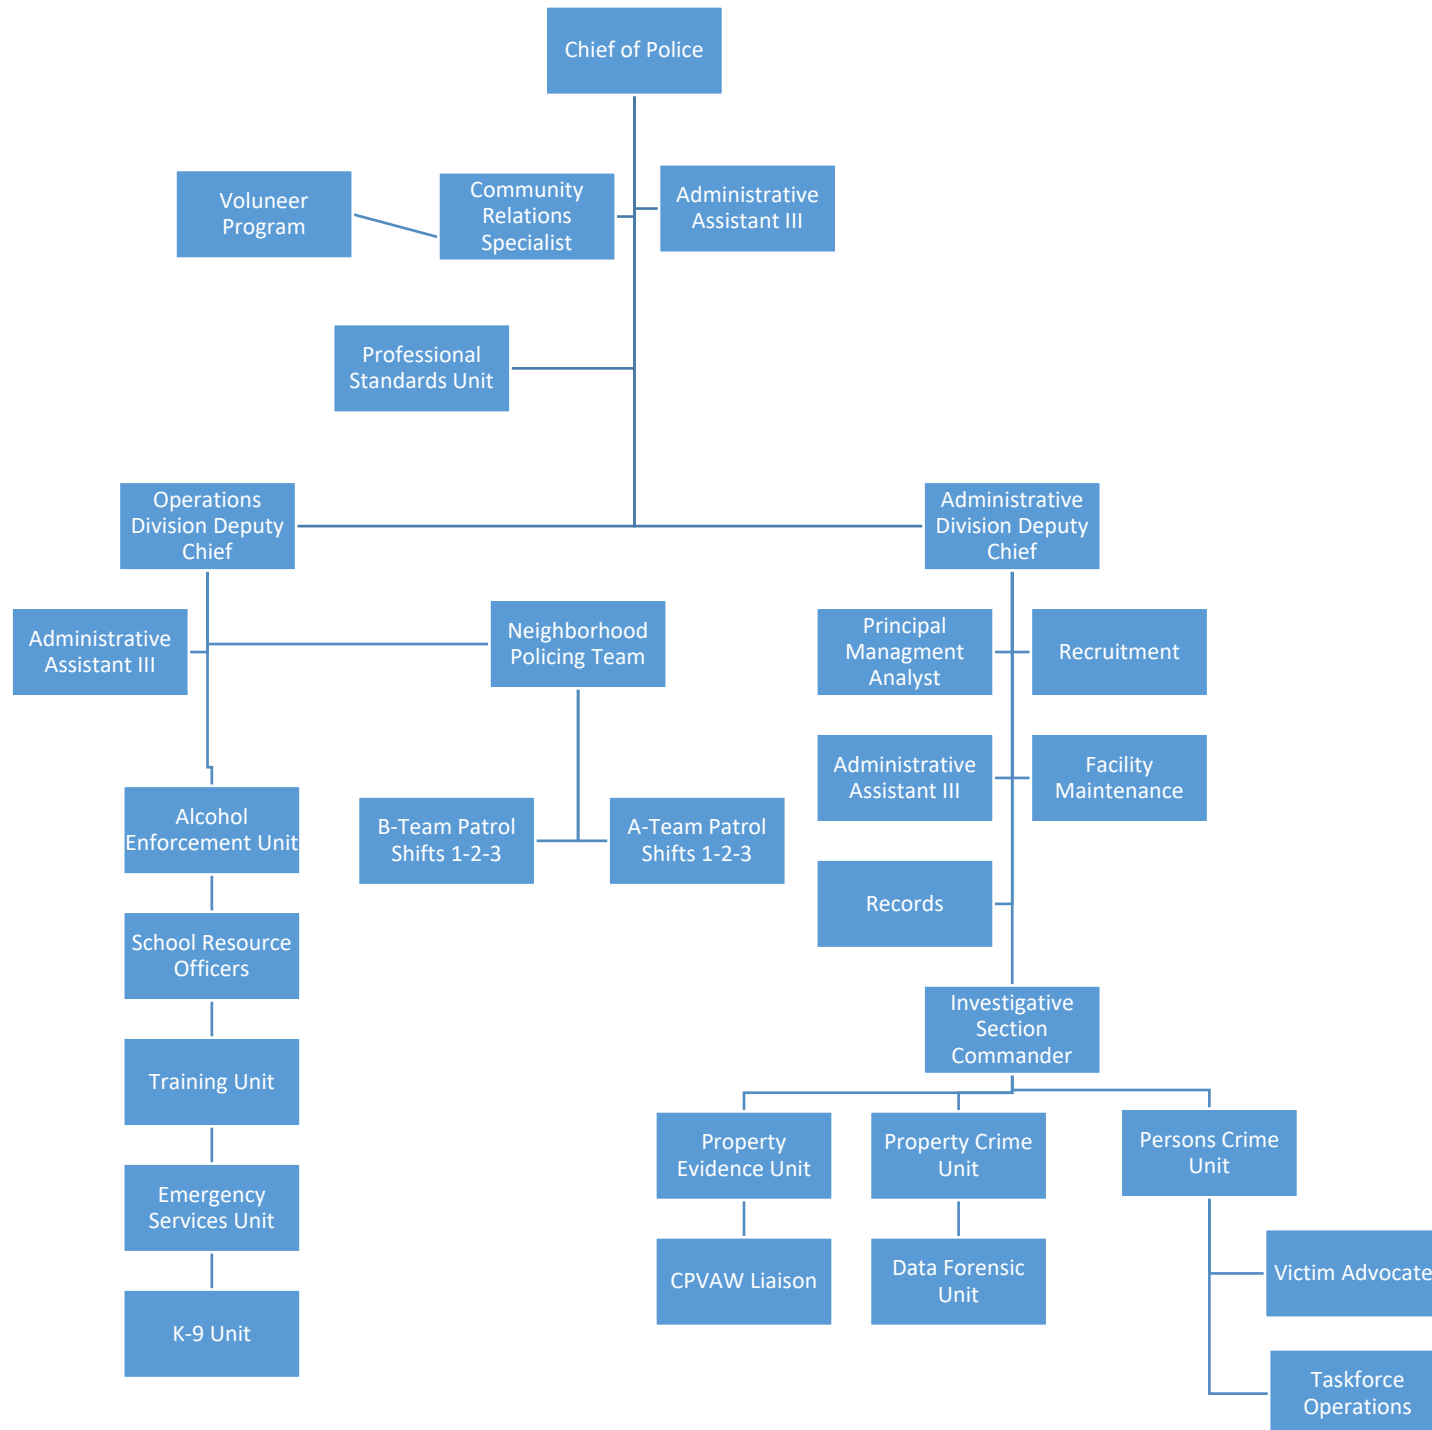 Chief of Police
Voluneer
Program
Community
Relations
Specialist
Administrative
Assistant III
Professional
Standards Unit
Operations
Division Deputy
Chief
Administrative
Division Deputy
Chief
Administrative
Assistant III
Neighborhood
Policing Team
Principal
Managment
Analyst
Recruitment
Administrative
Assistant III
Facility
Maintenance
Alcohol
Enforcement Unit
B-Team Patrol
Shifts 1-2-3
A-Team Patrol
Shifts 1-2-3
Records
School Resource
Officers
Investigative
Section
Commander
Training Unit
Property
Evidence Unit
Property Crime
Unit
Persons Crime
Unit
Emergency
Services Unit
CPVAW Liaison
Data Forensic
Unit
Victim Advocate
K-9 Unit
Taskforce
Operations